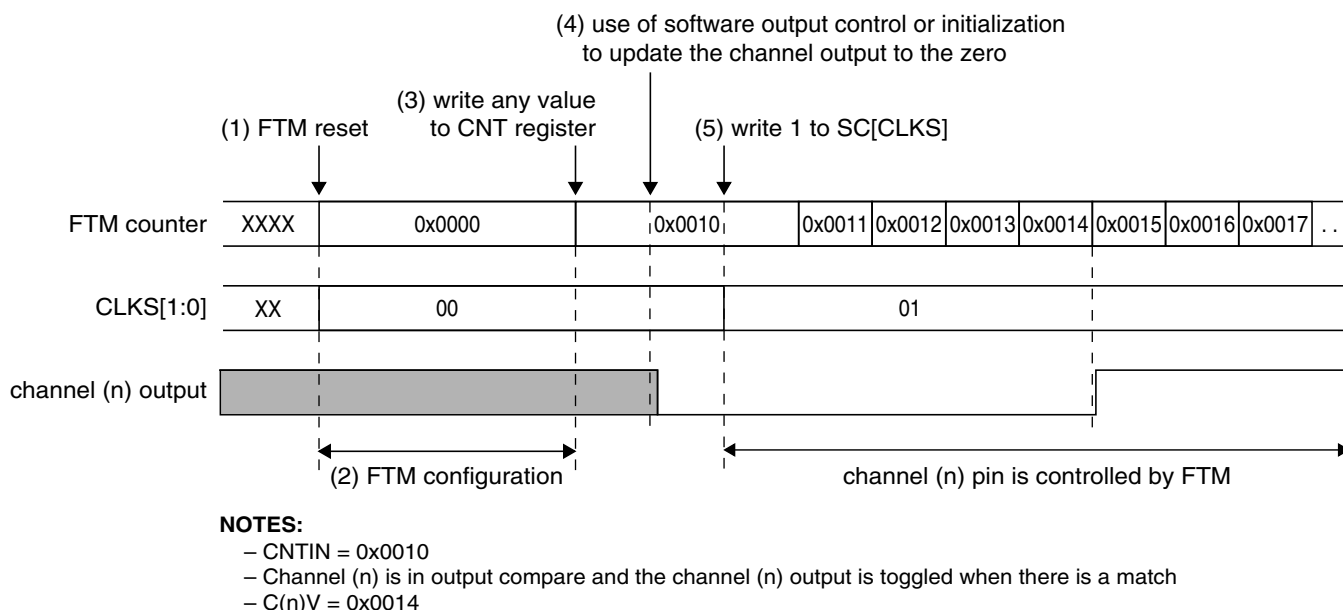 (4) use of software output control or initialization
to update the channel output to the zero
(3) write any value
to CNT register
(1) FTM reset
(5) write 1 to SC[CLKS]
FTM counter XXXX 0x0000 0x0010 0x0011 0x0012 0x0013 0x0014 0x0015 0x0016 0x0017 . .
CLKS[1:0] XX 00 01
channel (n) output
(2) FTM configuration
channel (n) pin is controlled by FTM
NOTES:
– CNTIN = 0x0010
– Channel (n) is in output compare and the channel (n) output is toggled when there is a match
– C(n)V = 0x0014